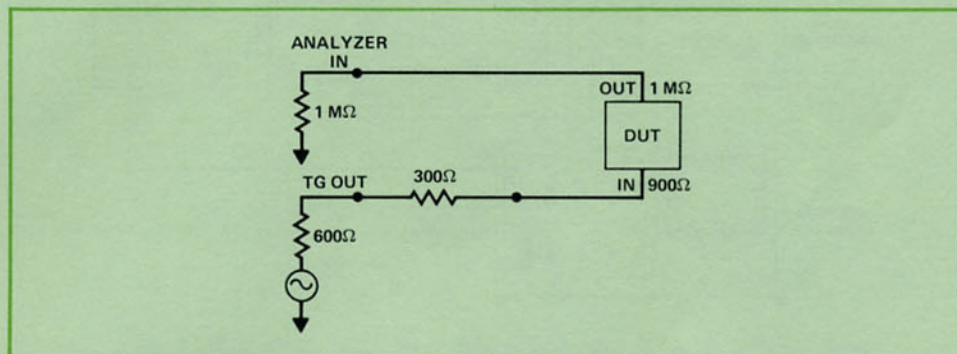 ANALYZER
IN
1 MΩ
OUT 1 MΩ
DUT
IN 900Ω
TG OUT
300Ω
600Ω